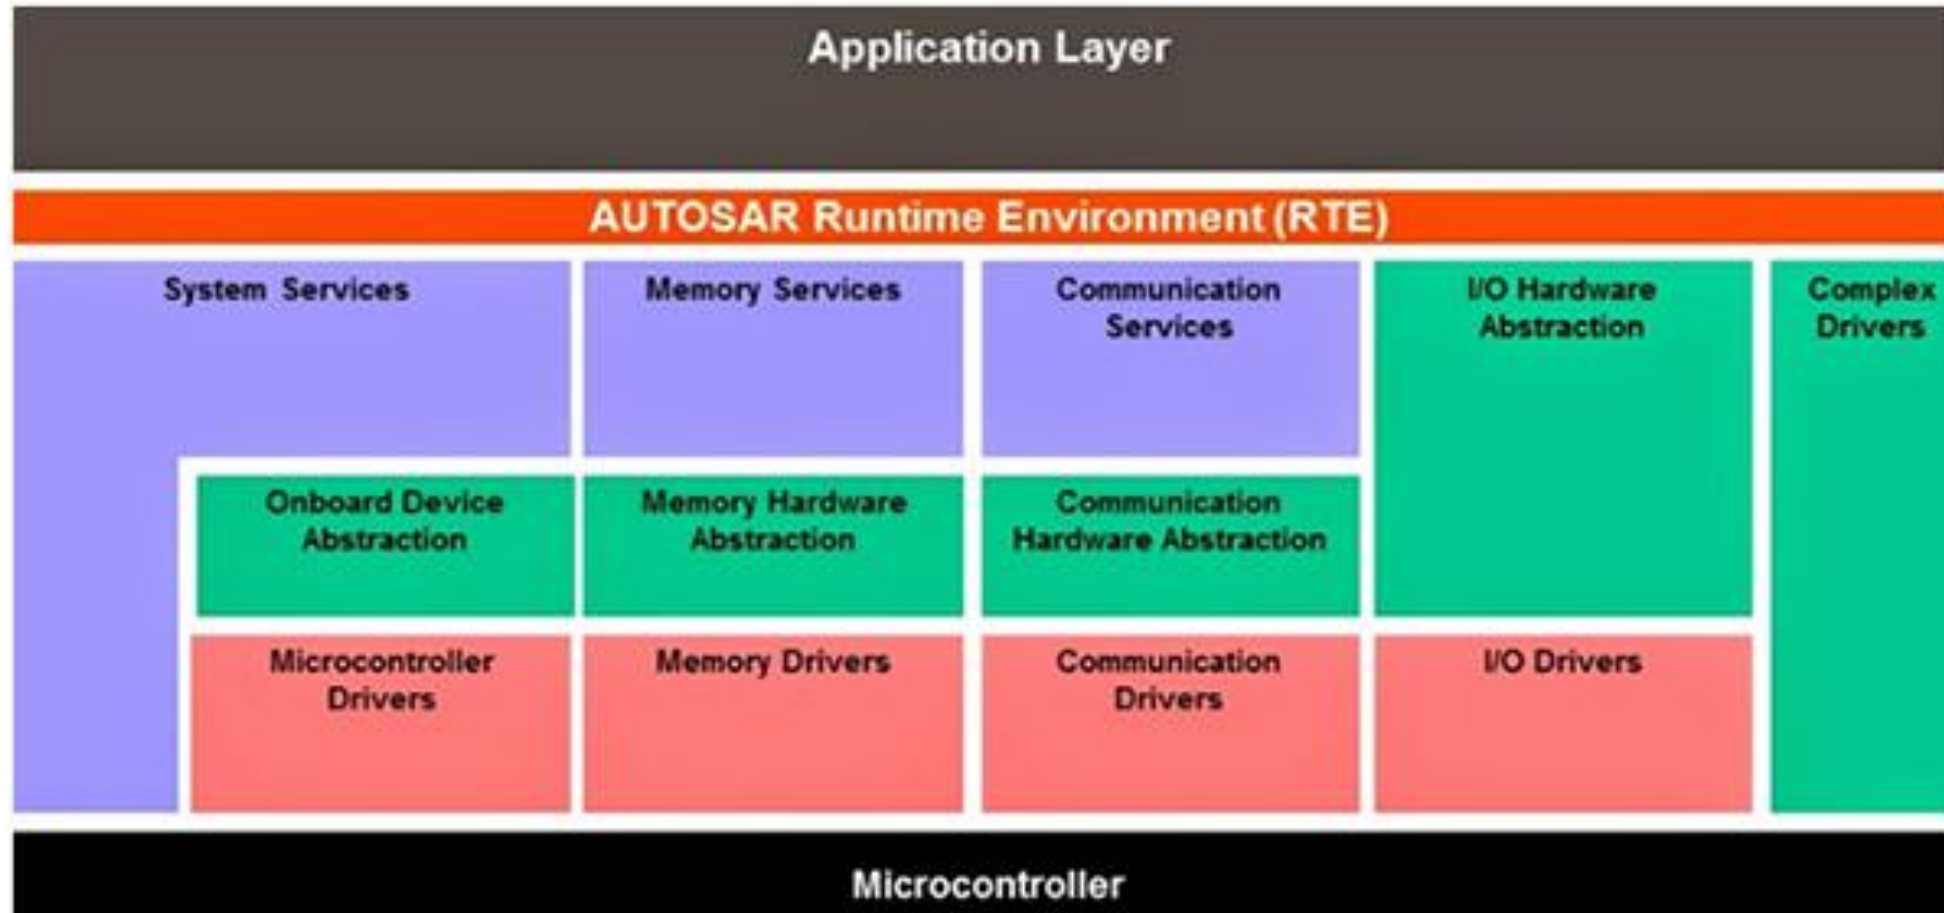 Application Layer
AUTOSAR Runtime Environment (RTE)
System Services
Memory Services
Communication
Services
I/O Hardware
Abstraction
Complex
Drivers
Onboard Device
Abstraction
Memory Hardware
Abstraction
Communication
Hardware Abstraction
Microcontroller
Drivers
Memory Drivers
Communication
Drivers
I/O Drivers
Microcontroller